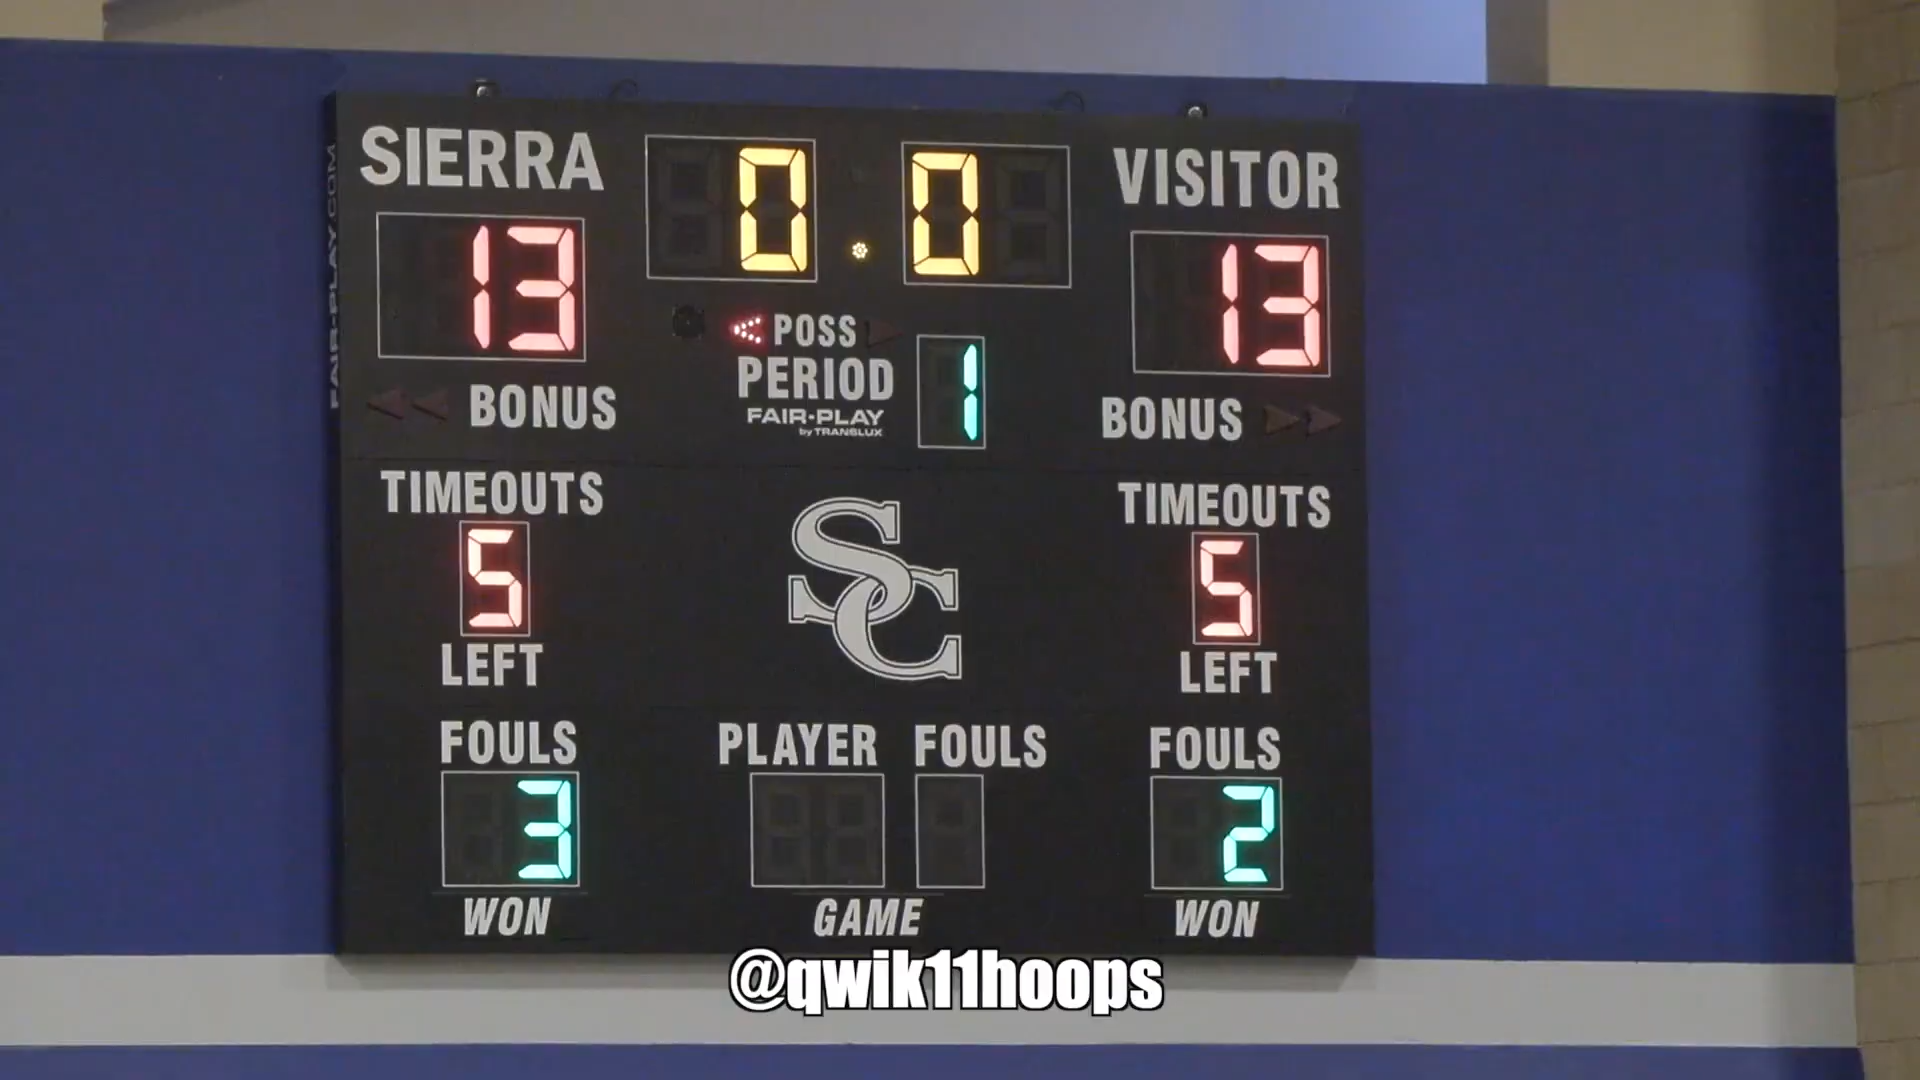 SIERRA 0.0 VISITOR
FAIR-PLAY.COM
13 13
POSS
PERIOD 1
FAIR-PLAY
by TRANSLUX
BONUS BONUS
TIMEOUTS TIMEOUTS
5 5
LEFT LEFT
SC
FOULS PLAYER FOULS FOULS
3 2
WON GAME WON
@qwik11hoops